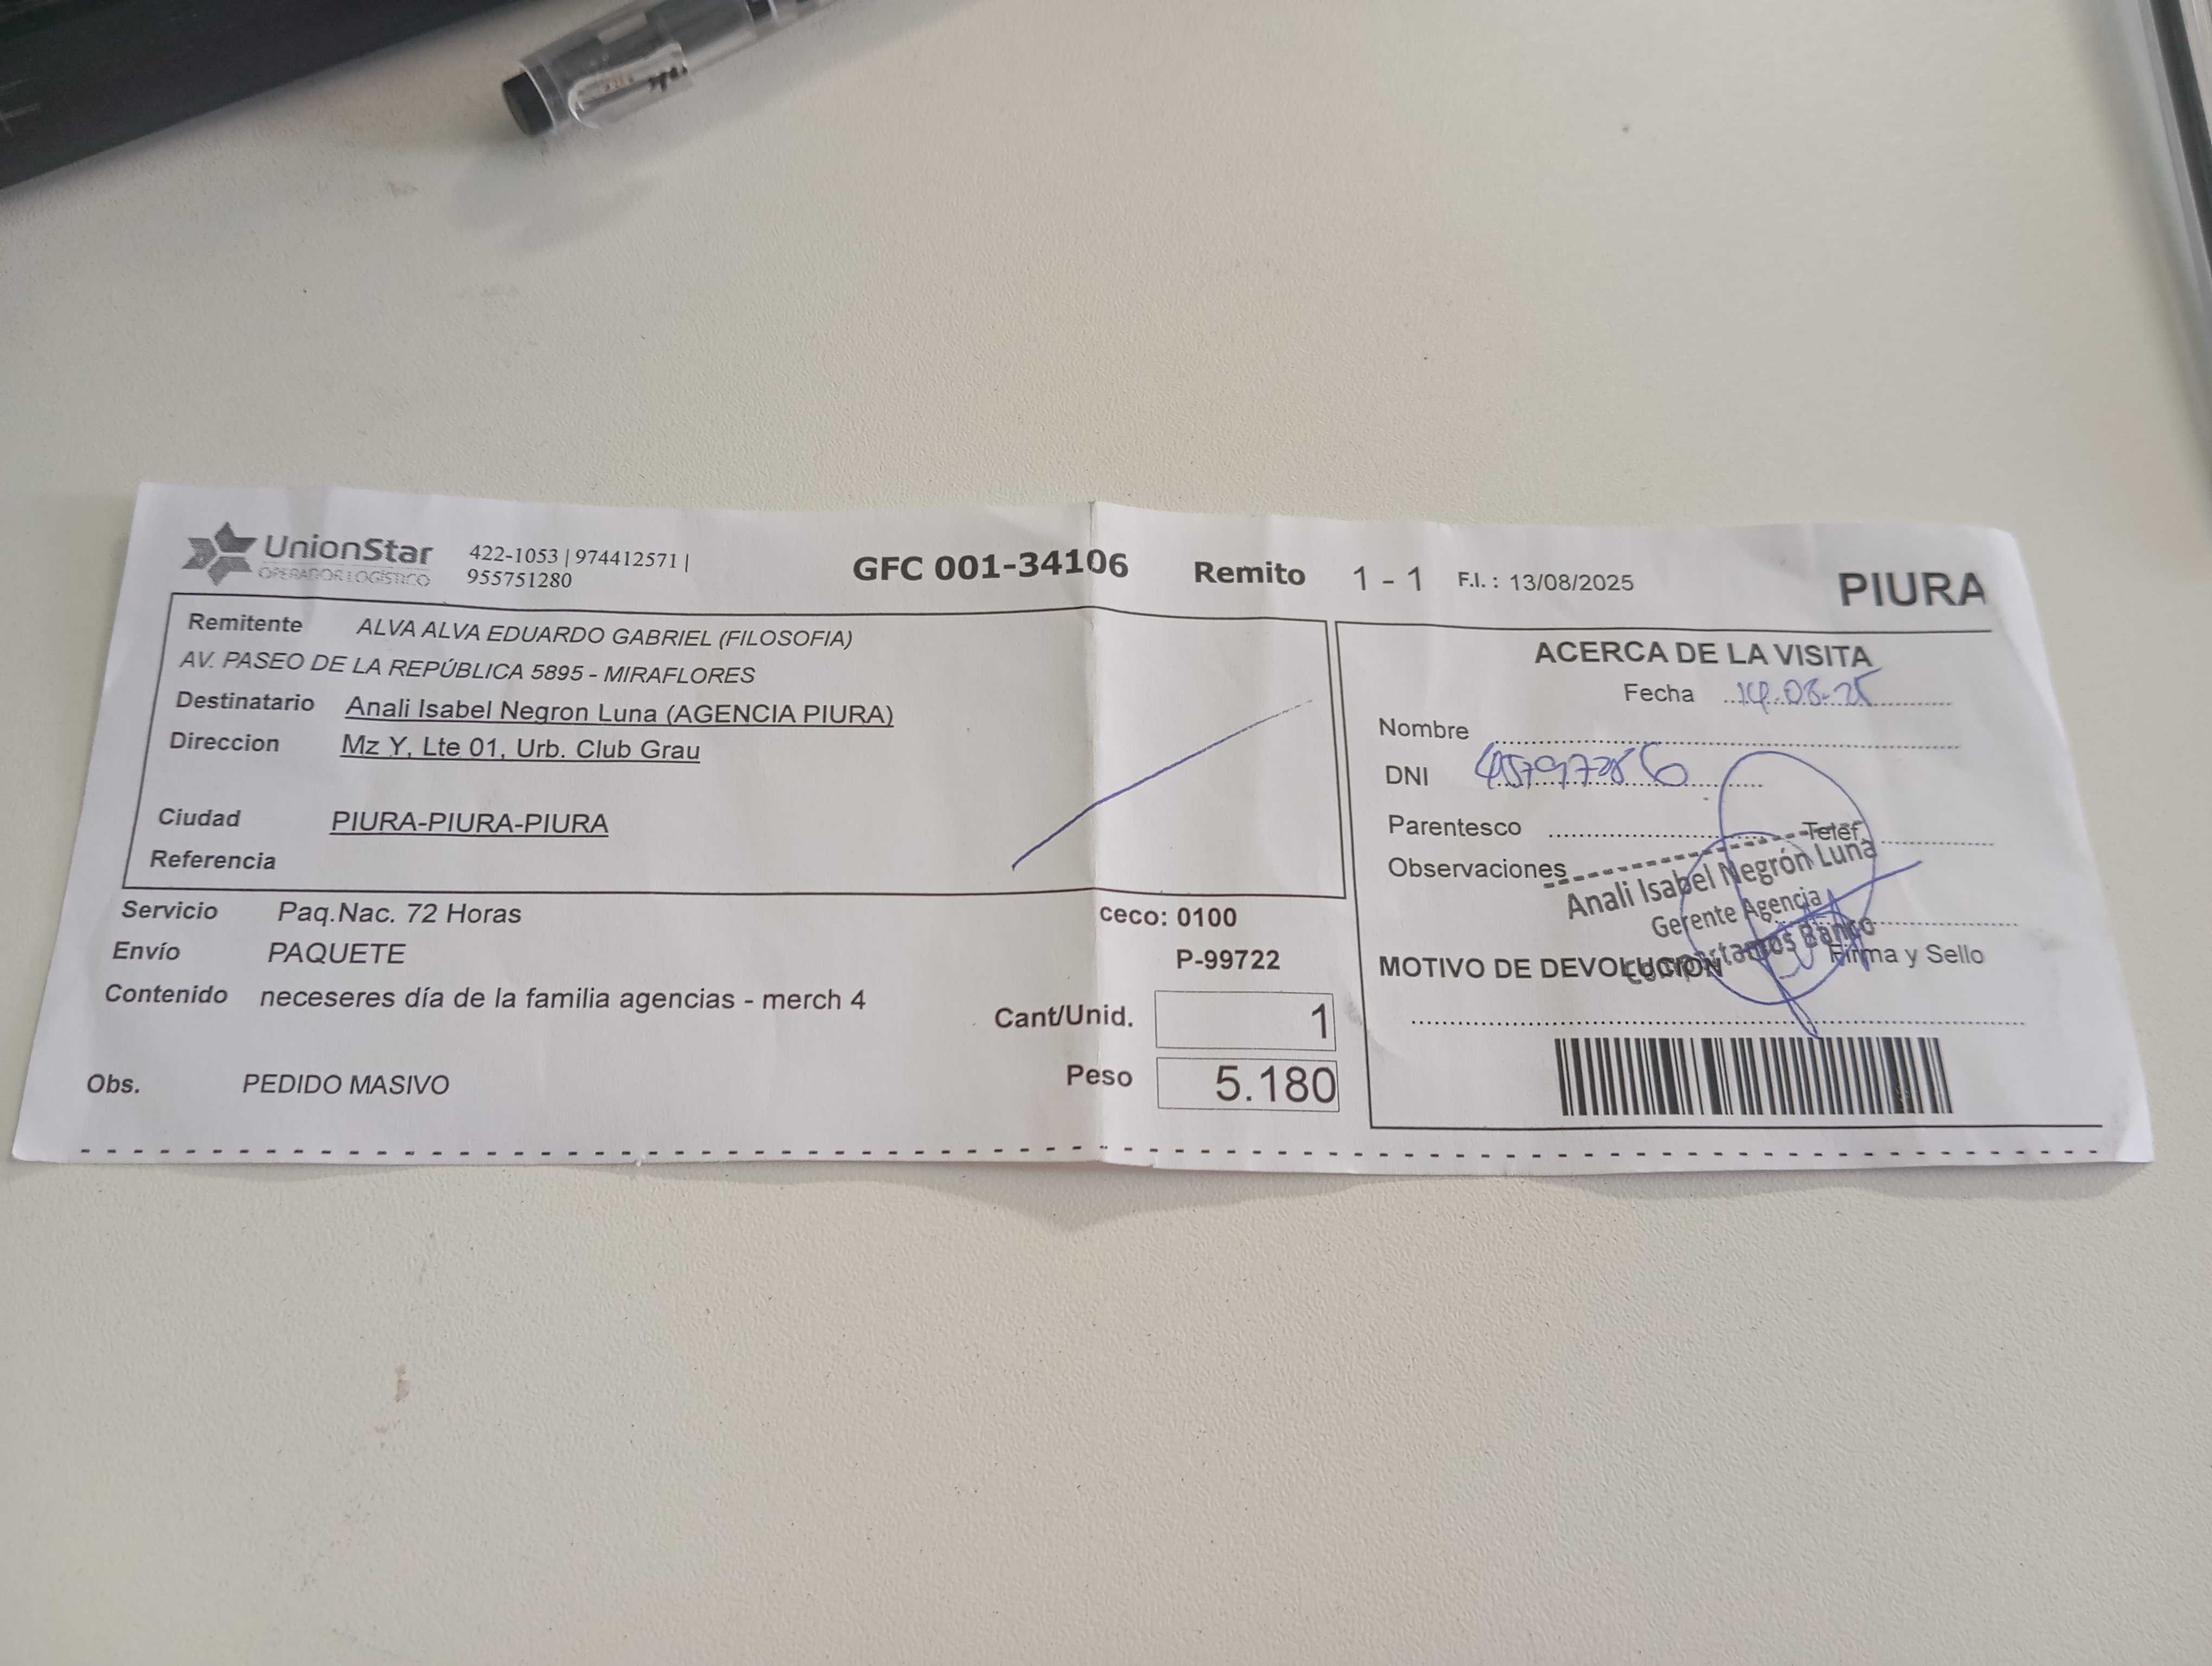 UnionStar
OPERADOR LOGÍSTICO
422-1053 | 974412571 |
955751280
GFC 001-34106
Remito 1 - 1 F.I. : 13/08/2025
PIURA
Remitente ALVA ALVA EDUARDO GABRIEL (FILOSOFIA)
AV. PASEO DE LA REPÚBLICA 5895 - MIRAFLORES
Destinatario Anali Isabel Negron Luna (AGENCIA PIURA)
Direccion Mz Y, Lte 01, Urb. Club Grau
Ciudad PIURA-PIURA-PIURA
Referencia
Servicio Paq.Nac. 72 Horas
ceco: 0100
Envío PAQUETE
P-99722
Contenido neceseres día de la familia agencias - merch 4
Cant/Unid. 1
Peso 5.180
Obs. PEDIDO MASIVO
ACERCA DE LA VISITA
Fecha 14.08.25
Nombre
DNI
Parentesco
Telef.
Observaciones
Anali Isabel Negrón Luna
Gerente Agencia
Compartamos Banco
Firma y Sello
MOTIVO DE DEVOLUCION